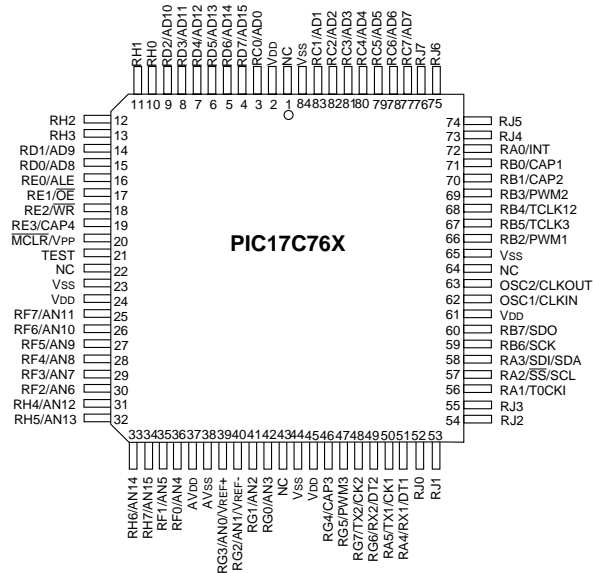 RH1
RH0
RD2/AD10
RD3/AD11
RD4/AD12
RD5/AD13
RD6/AD14
RD7/AD15
RC0/AD0
VDD
NC
VSS
RC1/AD1
RC2/AD2
RC3/AD3
RC4/AD4
RC5/AD5
RC6/AD6
RC7/AD7
RJ7
RJ6
11 10 9 8 7 6 5 4 3 2 1 84 83 82 81 80 79 78 77 76 75
RH2 12
RH3 13
RD1/AD9 14
RD0/AD8 15
RE0/ALE 16
RE1/OE 17
RE2/WR 18
RE3/CAP4 19
MCLR/VPP 20
TEST 21
NC 22
VSS 23
VDD 24
RF7/AN11 25
RF6/AN10 26
RF5/AN9 27
RF4/AN8 28
RF3/AN7 29
RF2/AN6 30
RH4/AN12 31
RH5/AN13 32
PIC17C76X
74 RJ5
73 RJ4
72 RA0/INT
71 RB0/CAP1
70 RB1/CAP2
69 RB3/PWM2
68 RB4/TCLK12
67 RB5/TCLK3
66 RB2/PWM1
65 VSS
64 NC
63 OSC2/CLKOUT
62 OSC1/CLKIN
61 VDD
60 RB7/SDO
59 RB6/SCK
58 RA3/SDI/SDA
57 RA2/SS/SCL
56 RA1/T0CKI
55 RJ3
54 RJ2
33 34 35 36 37 38 39 40 41 42 43 44 45 46 47 48 49 50 51 52 53
RH6/AN14
RH7/AN15
RF1/AN5
RF0/AN4
AVDD
AVSS
RG3/AN0/VREF+
RG2/AN1/VREF-
RG1/AN2
RG0/AN3
NC
VSS
VDD
RG4/CAP3
RG5/PWM3
RG7/TX2/CK2
RG6/RX2/DT2
RA5/TX1/CK1
RA4/RX1/DT1
RJ0
RJ1